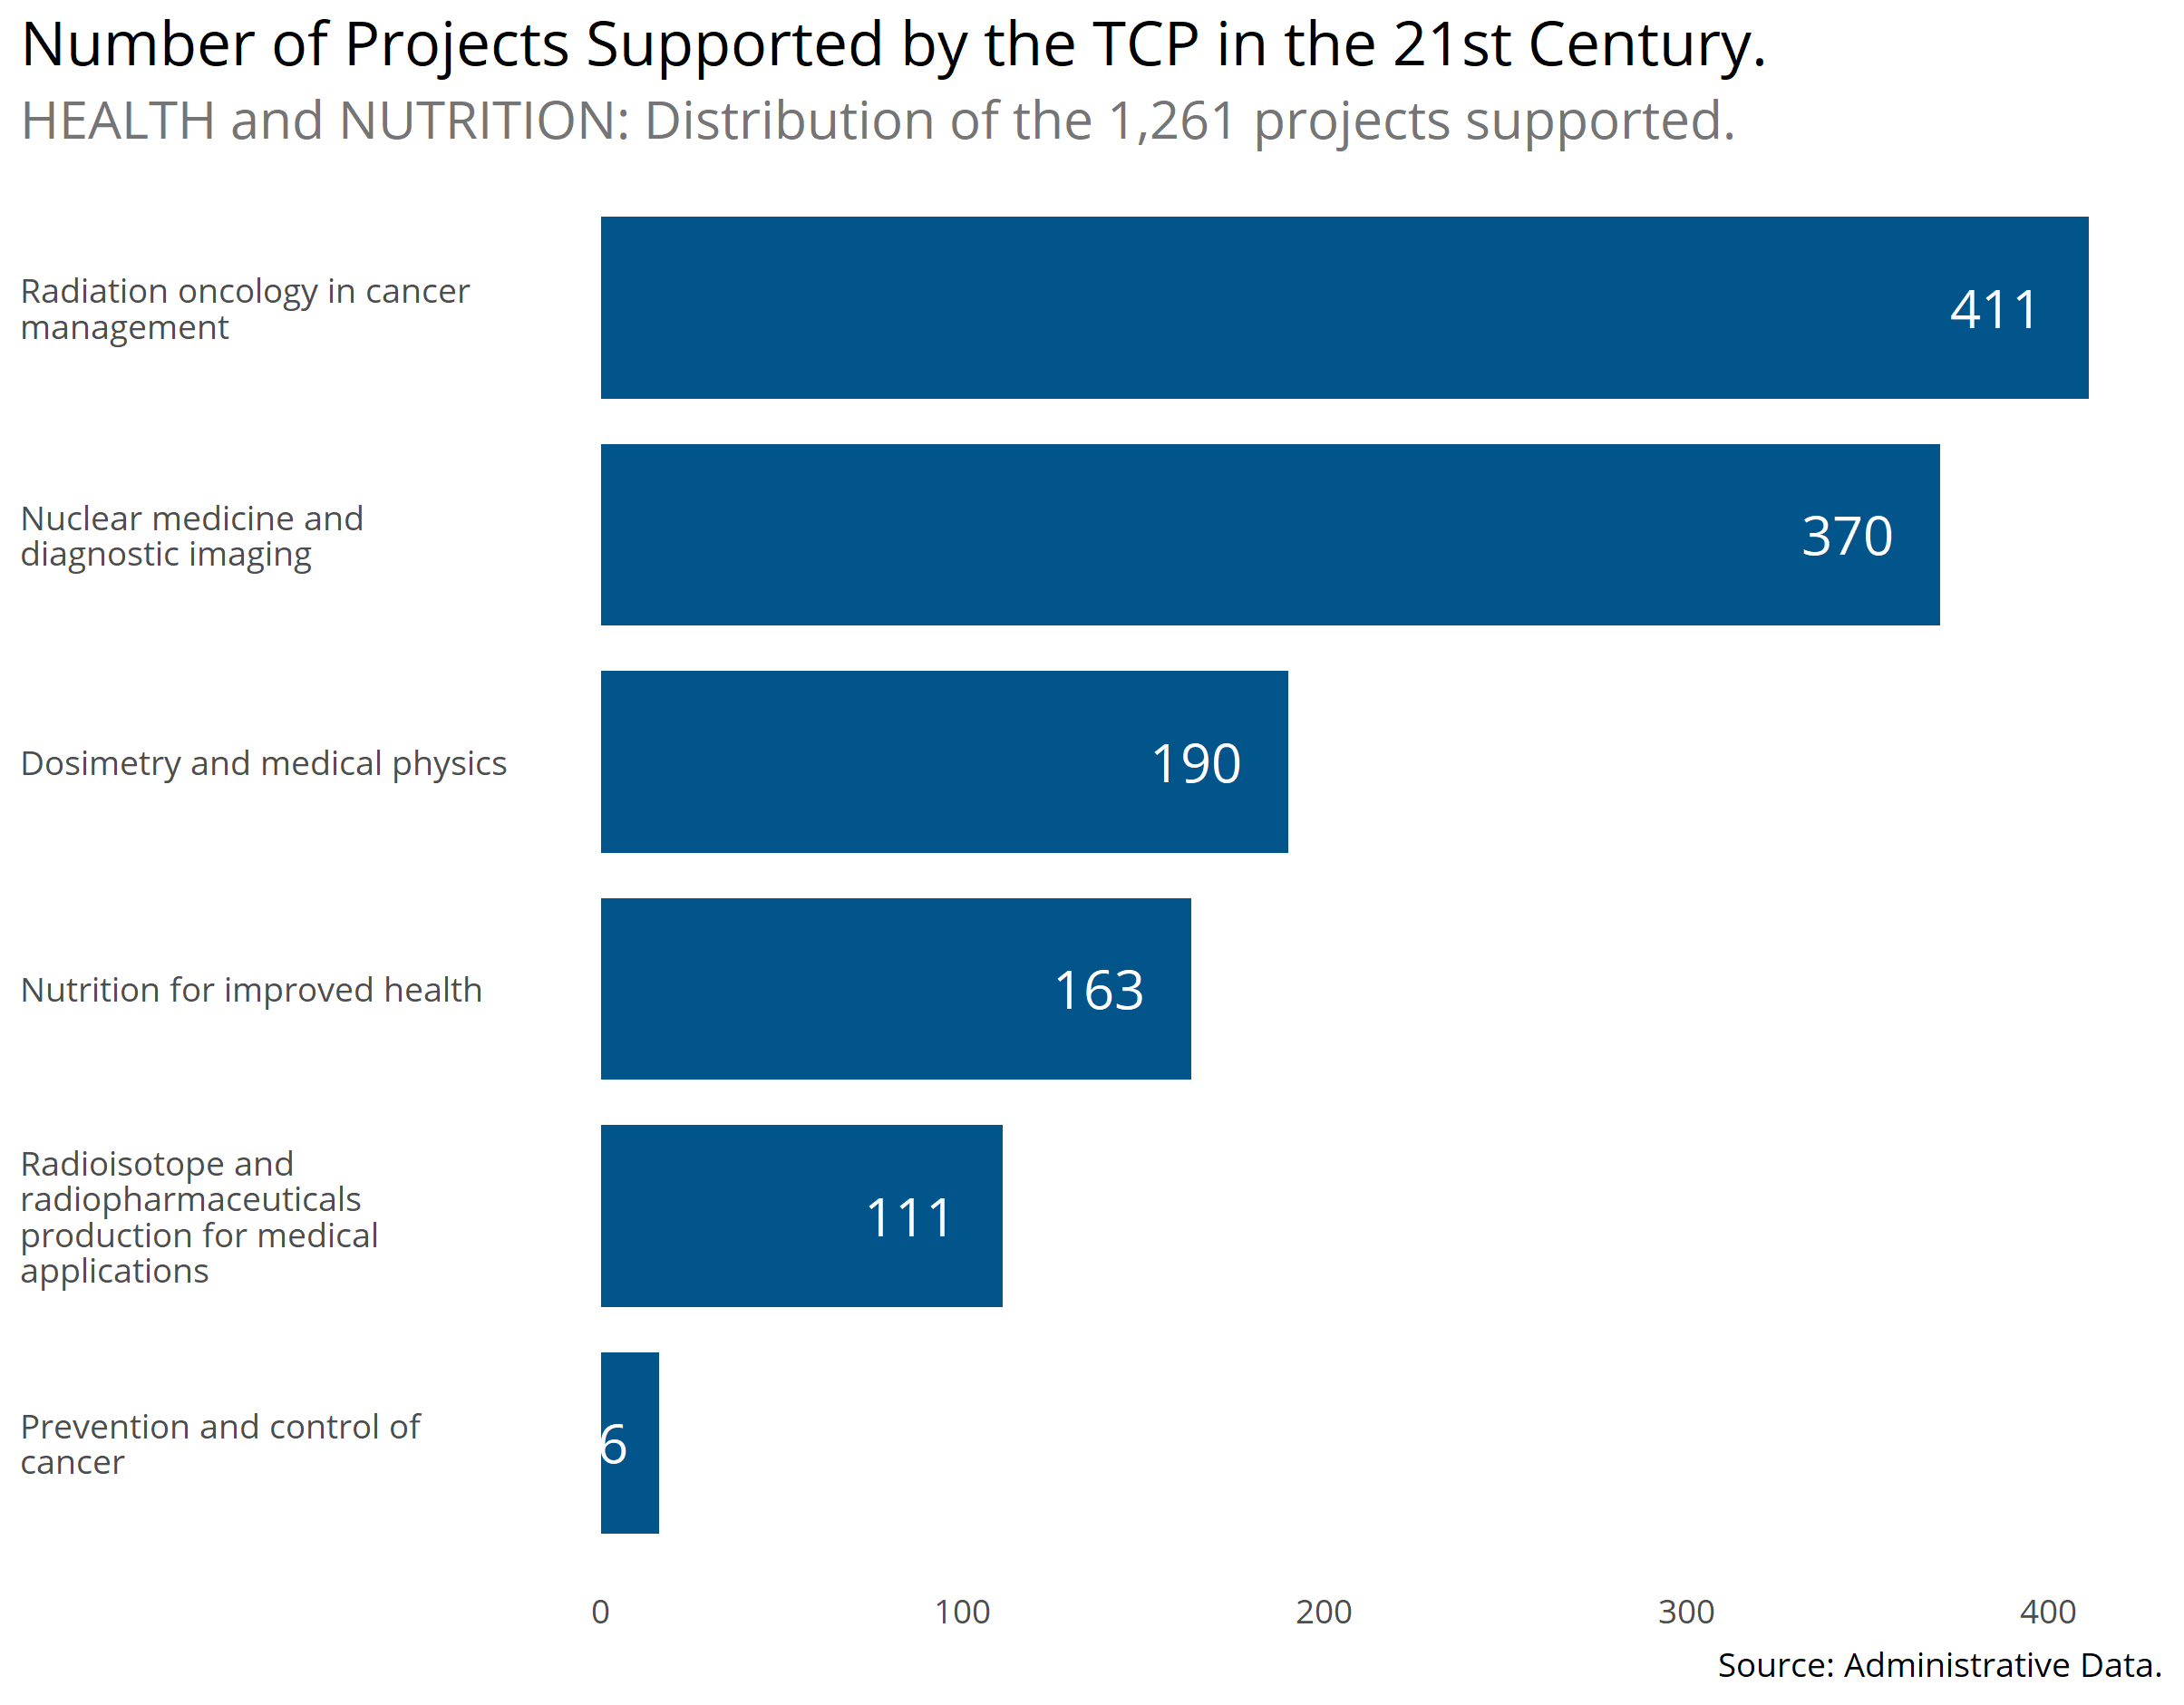 Number of Projects Supported by the TCP in the 21st Century.
HEALTH and NUTRITION: Distribution of the 1,261 projects supported.
Radiation oncology in cancer
management
411
Nuclear medicine and
diagnostic imaging
370
Dosimetry and medical physics
190
Nutrition for improved health
163
Radioisotope and
radiopharmaceuticals
production for medical
applications
111
Prevention and control of
cancer
6
0 100 200 300 400
Source: Administrative Data.